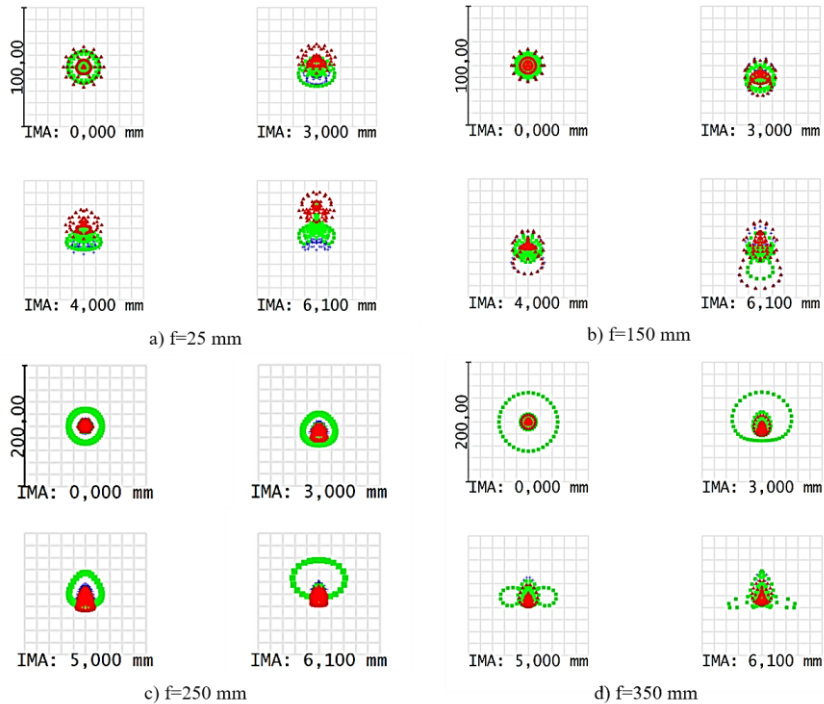 100,00
IMA: 0,000 mm
IMA: 3,000 mm
IMA: 4,000 mm
IMA: 6,100 mm
a) f=25 mm
100,00
IMA: 0,000 mm
IMA: 3,000 mm
IMA: 4,000 mm
IMA: 6,100 mm
b) f=150 mm
200,00
IMA: 0,000 mm
IMA: 3,000 mm
IMA: 5,000 mm
IMA: 6,100 mm
c) f=250 mm
200,00
IMA: 0,000 mm
IMA: 3,000 mm
IMA: 5,000 mm
IMA: 6,100 mm
d) f=350 mm